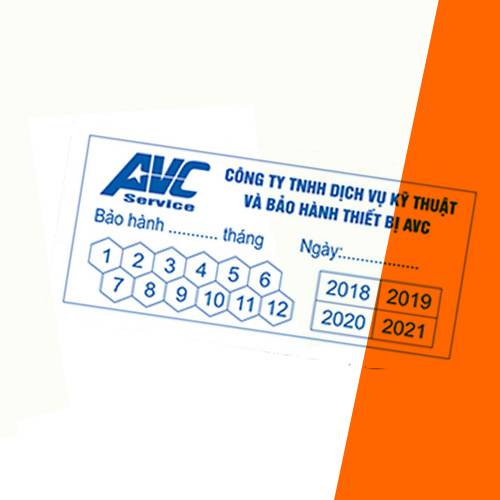 AVC
Service
CÔNG TY TNHH DỊCH VỤ KỸ THUẬT
VÀ BẢO HÀNH THIẾT BỊ AVC
Bảo hành ........... tháng
Ngày:................
1 2 3 4 5 6
7 8 9 10 11 12
2018 2019
2020 2021